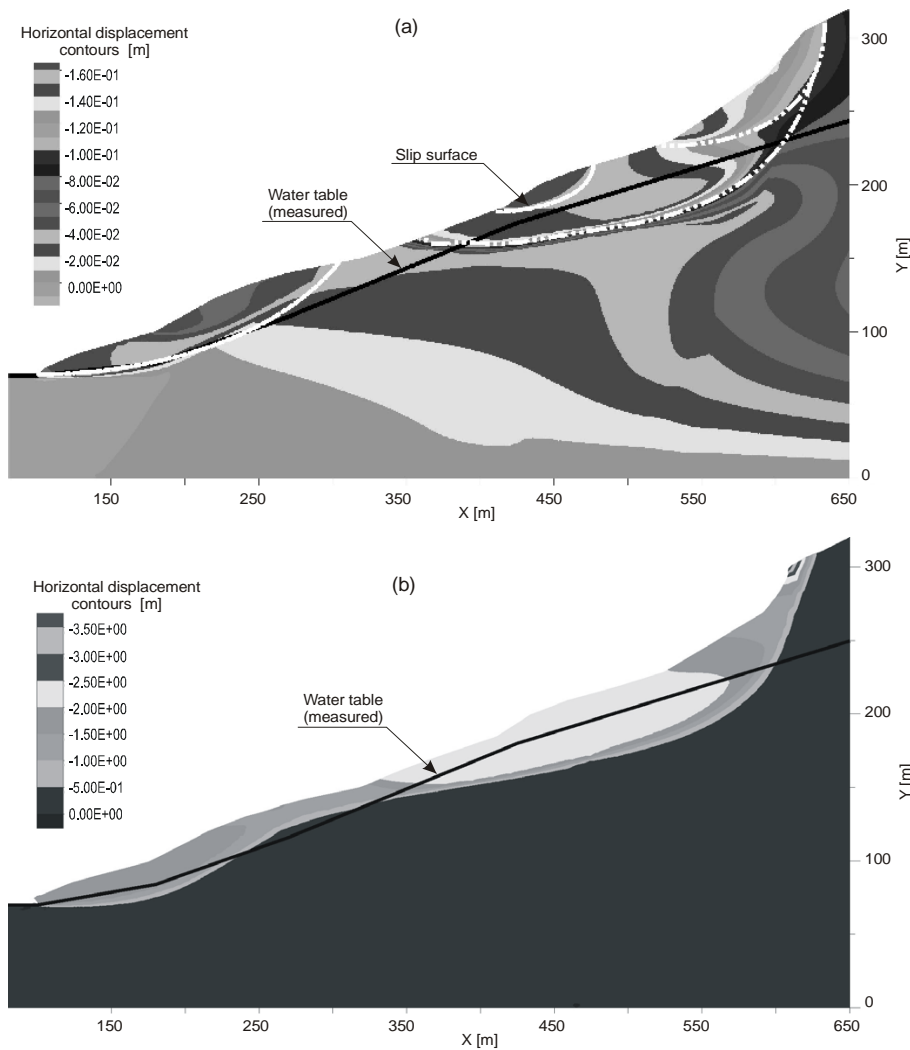 (a)
Horizontal displacement
contours [m]
-1.60E-01
-1.40E-01
-1.20E-01
-1.00E-01
-8.00E-02
-6.00E-02
-4.00E-02
-2.00E-02
0.00E+00
Slip surface
Water table
(measured)
300
200
100
0
Y [m]
150
250
350
450
550
650
X [m]
(b)
Horizontal displacement
contours [m]
-3.50E+00
-3.00E+00
-2.50E+00
-2.00E+00
-1.50E+00
-1.00E+00
-5.00E-01
0.00E+00
Water table
(measured)
300
200
100
0
Y [m]
150
250
350
450
550
650
X [m]